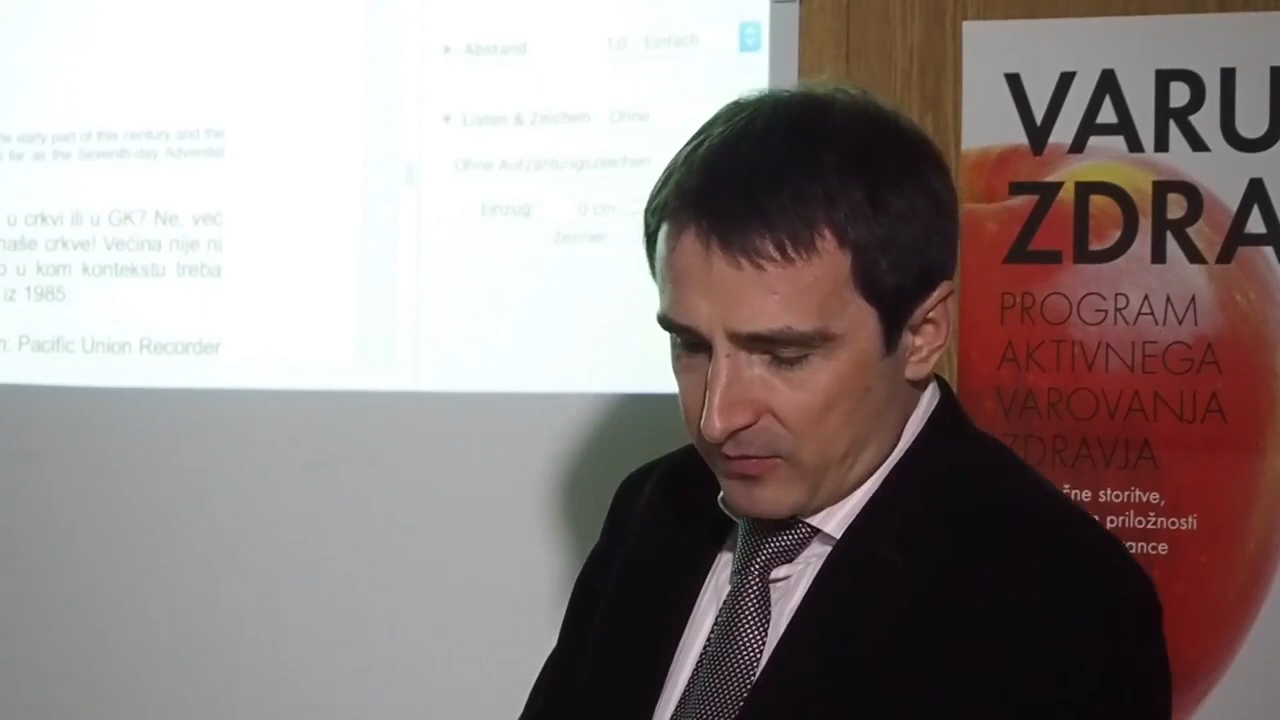 Abstand 1,0 - Einfach
Listen & Zeichen Ohne
Ohne Aufzählungszeichen
Einzug: 0 cm
Zeichen
he early part of this century and the
far as the Seventh-day Adventist
u crkvi ili u GK? Ne, već
naše crkve! Većina nije ni
u kom kontekstu treba
iz 1985:
Pacific Union Recorder
VARU
ZDRA
PROGRAM
AKTIVNEGA
VAROVANJA
ZDRAVJA
čne storitve,
priložnosti
ance